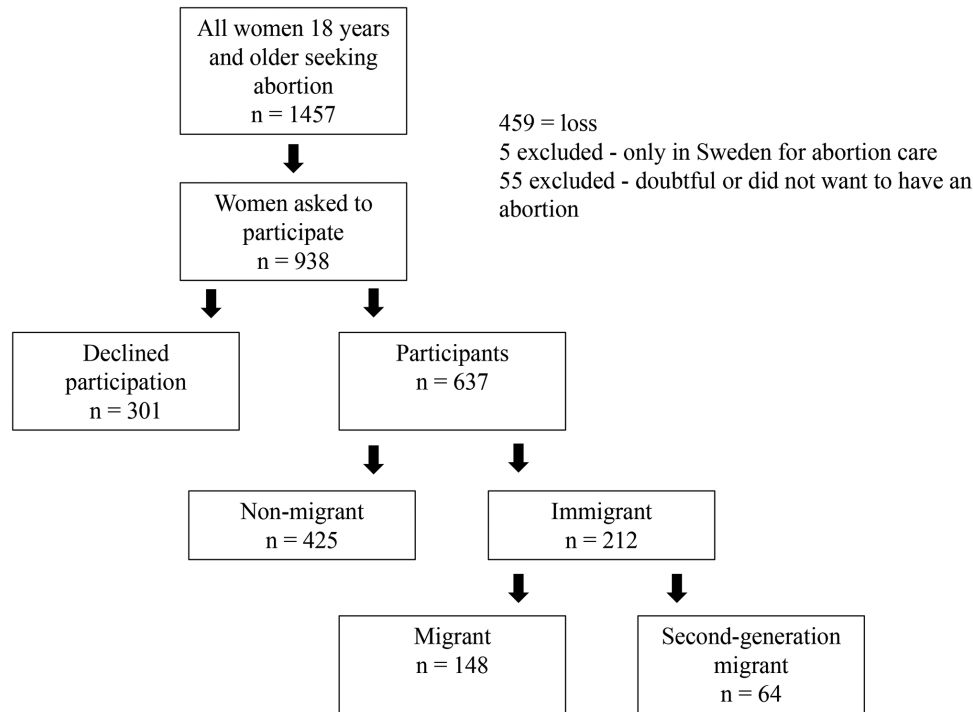 All women 18 years
and older seeking
abortion
n = 1457
459 = loss
5 excluded - only in Sweden for abortion care
55 excluded - doubtful or did not want to have an
abortion
Women asked to
participate
n = 938
Declined
participation
n = 301
Participants
n = 637
Non-migrant
n = 425
Immigrant
n = 212
Migrant
n = 148
Second-generation
migrant
n = 64